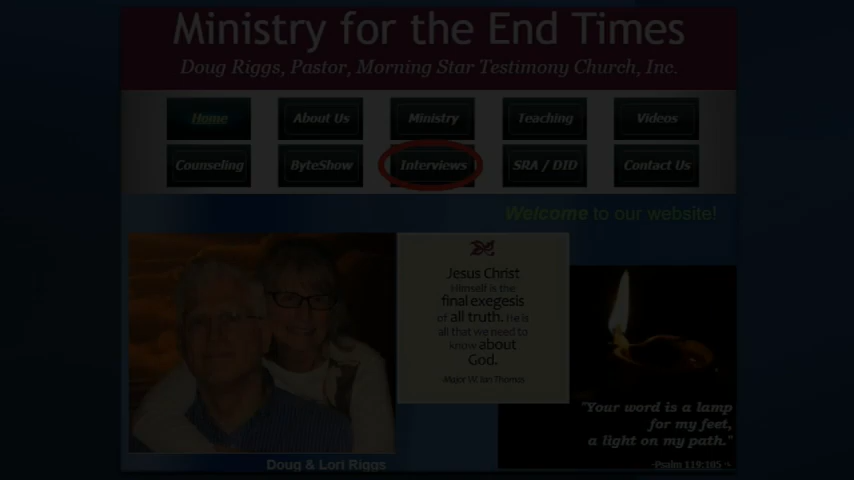 Ministry for the End Times
Doug Riggs, Pastor, Morning Star Testimony Church, Inc.
Home About Us Ministry Teaching Videos
Counseling ByteShow Interviews SRA / DID Contact Us
Welcome to our website!
Jesus Christ
Himself is the
final exegesis
of all truth. He is
all that we need to
know about
God.
Major W. Ian Thomas
"Your word is a lamp
for my feet,
a light on my path."
-Psalm 119:105 ~
Doug & Lori Riggs